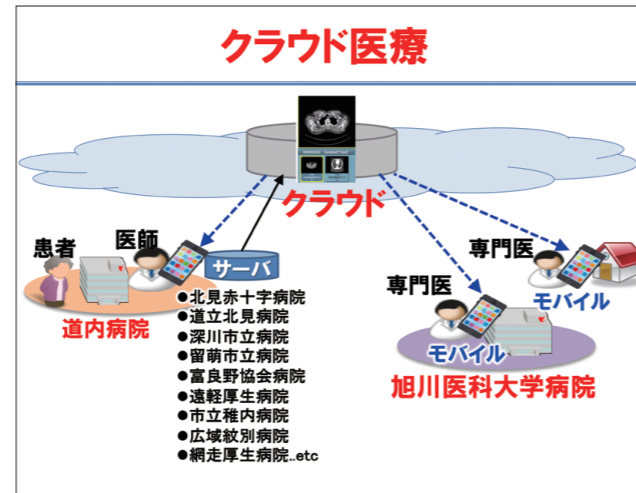 クラウド医療
クラウド
患者
医師
サーバ
道内病院
●北見赤十字病院
●道立北見病院
●深川市立病院
●留萌市立病院
●富良野協会病院
●遠軽厚生病院
●市立稚内病院
●広域紋別病院
●網走厚生病院..etc
専門医
モバイル
専門医
モバイル
旭川医科大学病院